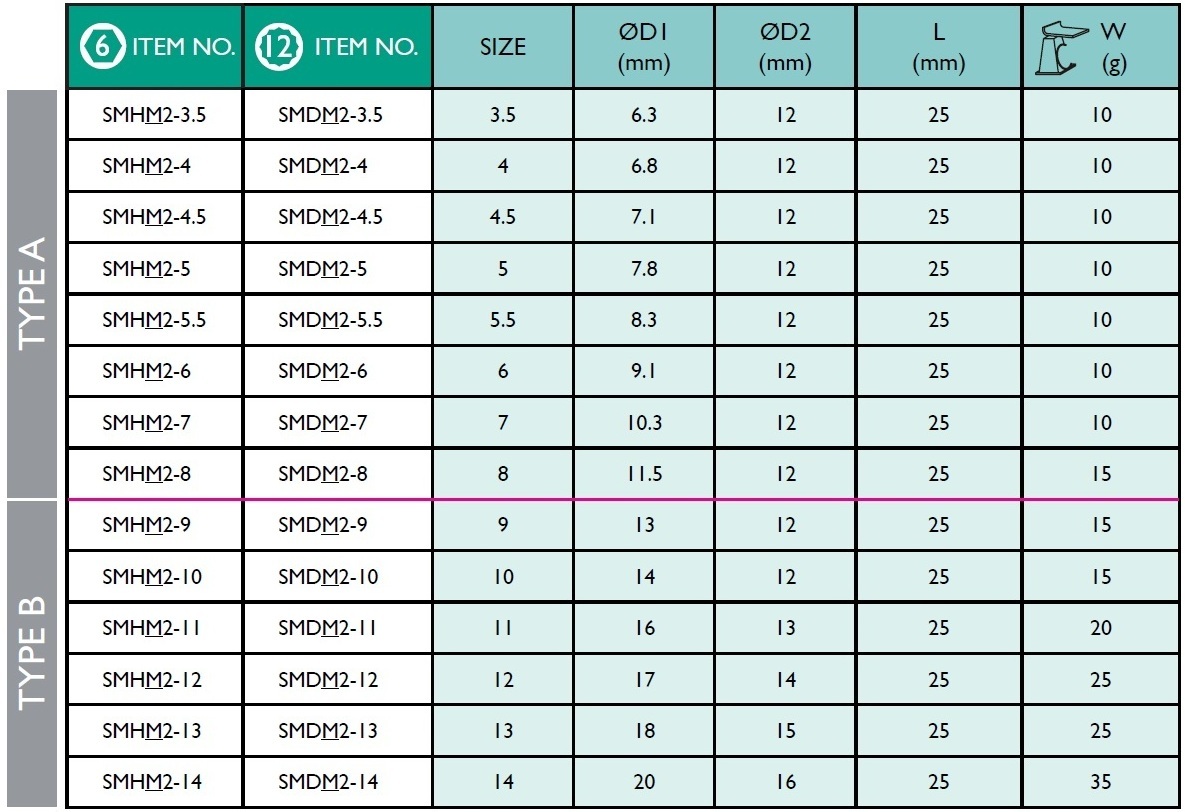 6 ITEM NO. 12 ITEM NO. SIZE ØD1 (mm) ØD2 (mm) L (mm) W (g)
TYPE A
SMHM2-3.5 SMDM2-3.5 3.5 6.3 12 25 10
SMHM2-4 SMDM2-4 4 6.8 12 25 10
SMHM2-4.5 SMDM2-4.5 4.5 7.1 12 25 10
SMHM2-5 SMDM2-5 5 7.8 12 25 10
SMHM2-5.5 SMDM2-5.5 5.5 8.3 12 25 10
SMHM2-6 SMDM2-6 6 9.1 12 25 10
SMHM2-7 SMDM2-7 7 10.3 12 25 10
SMHM2-8 SMDM2-8 8 11.5 12 25 15
TYPE B
SMHM2-9 SMDM2-9 9 13 12 25 15
SMHM2-10 SMDM2-10 10 14 12 25 15
SMHM2-11 SMDM2-11 11 16 13 25 20
SMHM2-12 SMDM2-12 12 17 14 25 25
SMHM2-13 SMDM2-13 13 18 15 25 25
SMHM2-14 SMDM2-14 14 20 16 25 35